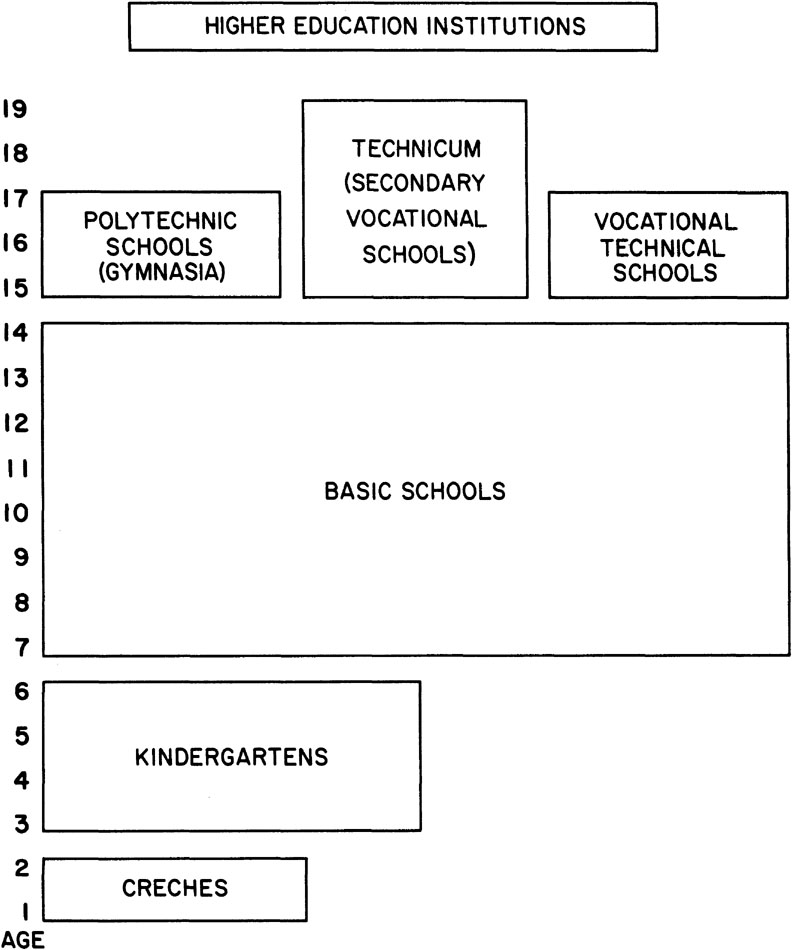 HIGHER EDUCATION INSTITUTIONS
19
18
17
16
15
TECHNICUM
(SECONDARY
VOCATIONAL
SCHOOLS)
POLYTECHNIC
SCHOOLS
(GYMNASIA)
VOCATIONAL
TECHNICAL
SCHOOLS
14
13
12
11
10
9
8
7
BASIC SCHOOLS
6
5
4
3
KINDERGARTENS
2
1
CRECHES
AGE